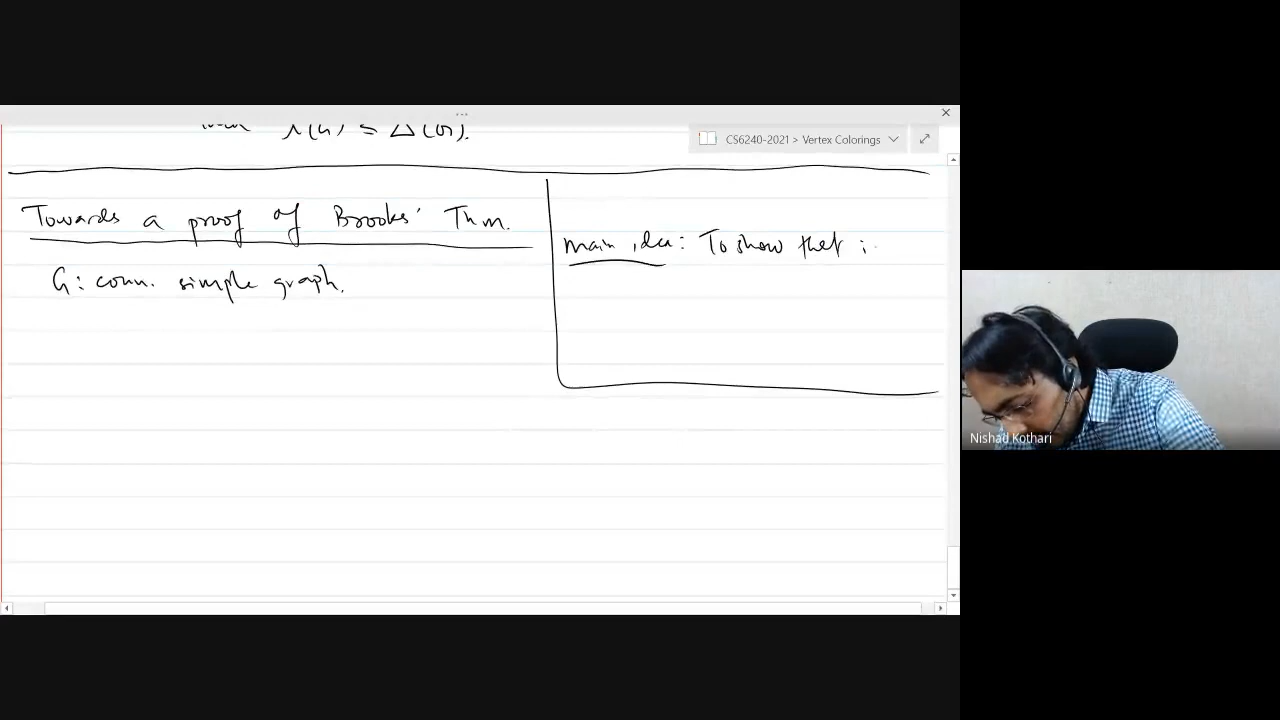 χ(G) ≤ Δ(G).
CS6240-2021 > Vertex Colorings
Towards a proof of Brooks' Thm.
G: conn. simple graph.
main idea: To show that i
Nishad Kothari